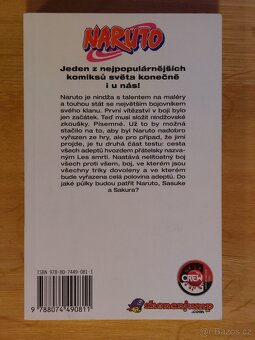 NARUTO
Jeden z nejpopulárnějších
komiksů světa konečně
i u nás!
Naruto je nindža s talentem na maléry
a touhou stát se největším bojovníkem
svého klanu. První vítězství v boji bylo
jen začátek. Teď musí složit nindžovské
zkoušky. Písemné. Už to by možná
stačilo na to, aby byl Naruto nadobro
vyřazen ze hry, ale pro případ, že jimi
projde, je tu druhá část testu: cesta
všech adeptů hvozdem přátelsky nazva-
ným Les smrti. Nastává nelítostný boj
všech proti všem, boj, ve kterém jsou
všechny triky dovoleny a ve kterém má
bude vyřazena celá polovina adeptů. Do
jaké půlky budou patřit Naruto, Sasuke
a Sakura?
ISBN 978-80-7449-081-1
9 788074 490811
CREW
shonenjump
.com